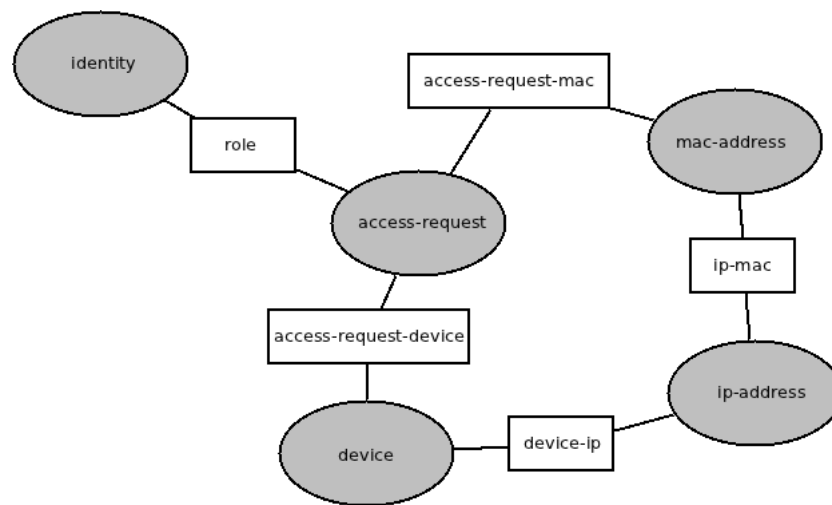 identity
access-request-mac
role
mac-address
access-request
ip-mac
access-request-device
ip-address
device
device-ip